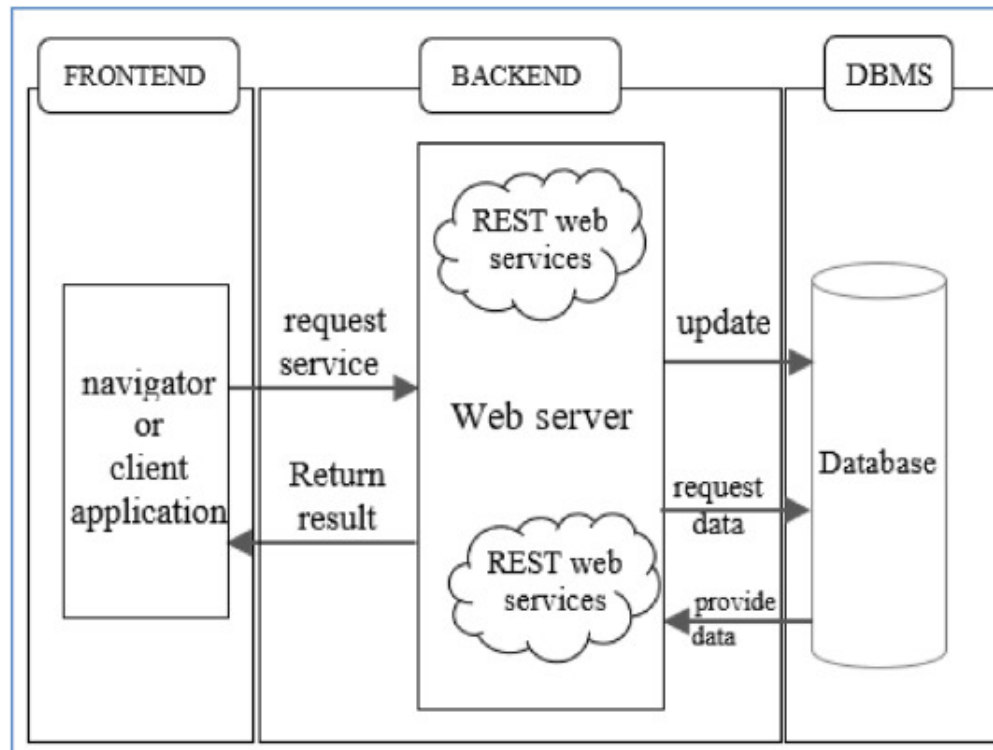 FRONTEND
BACKEND
DBMS
REST web
services
request
service
update
navigator
or
client
application
Web server
Database
Return
result
request
data
REST web
services
provide
data